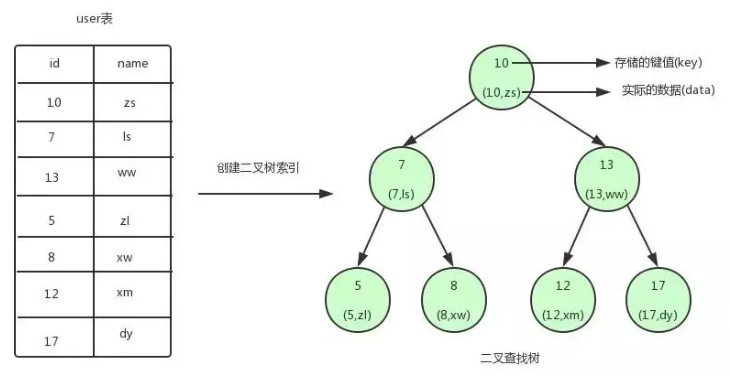 user表
id name
10 zs
7 ls
13 ww
5 zl
8 xw
12 xm
17 dy
创建二叉树索引
10
(10,zs)
存储的键值(key)
实际的数据(data)
7
(7,ls)
13
(13,ww)
5
(5,zl)
8
(8,xw)
12
(12,xm)
17
(17,dy)
二叉查找树